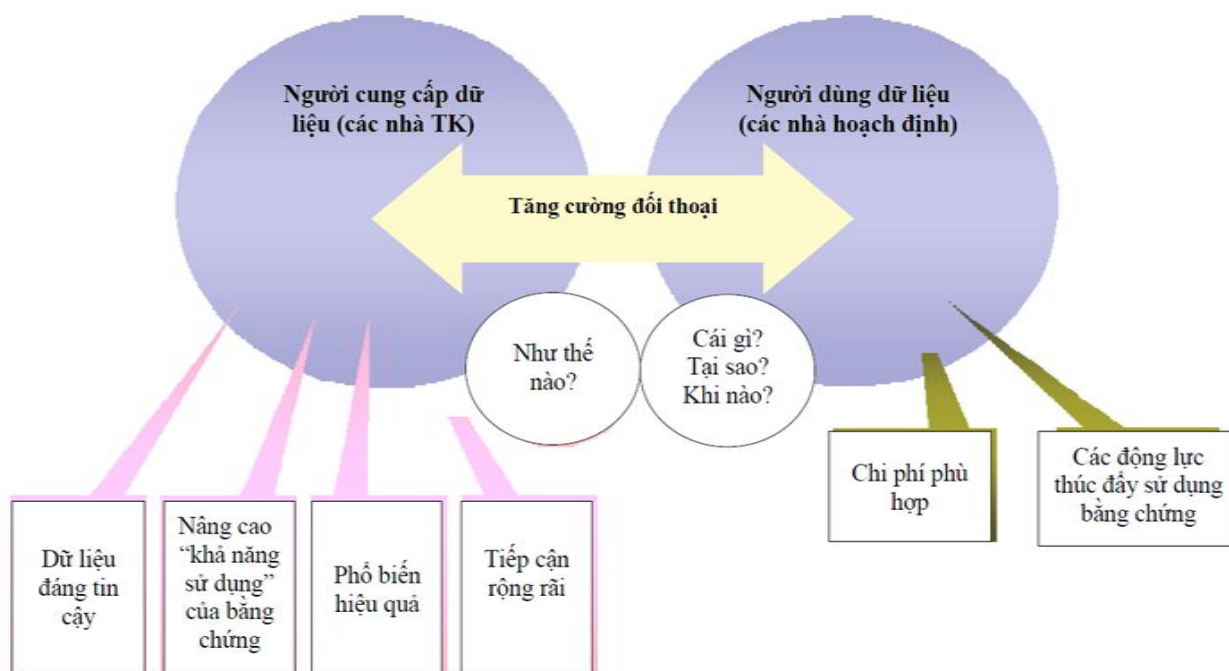 Người cung cấp dữ
liệu (các nhà TK)
Người dùng dữ liệu
(các nhà hoạch định)
Tăng cường đối thoại
Như thế
nào?
Cái gì?
Tại sao?
Khi nào?
Dữ liệu
đáng tin
cậy
Nâng cao
“khả năng
sử dụng”
của bằng
chứng
Phổ biến
hiệu quả
Tiếp cận
rộng rãi
Chi phí phù
hợp
Các động lực
thúc đẩy sử dụng
bằng chứng